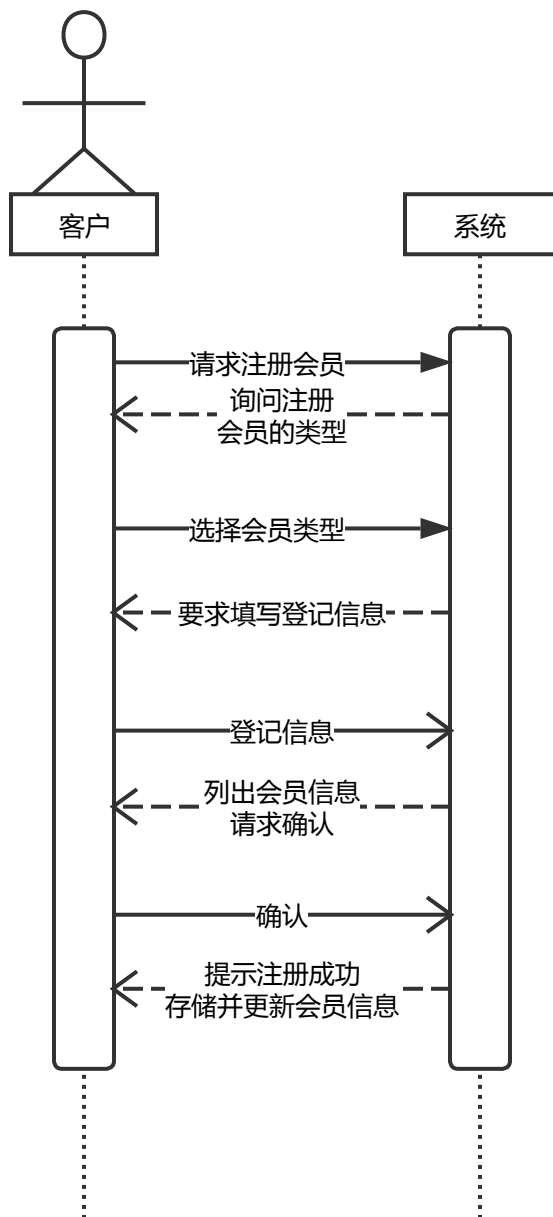 客户
系统
请求注册会员
询问注册
会员的类型
选择会员类型
要求填写登记信息
登记信息
列出会员信息
请求确认
确认
提示注册成功
存储并更新会员信息